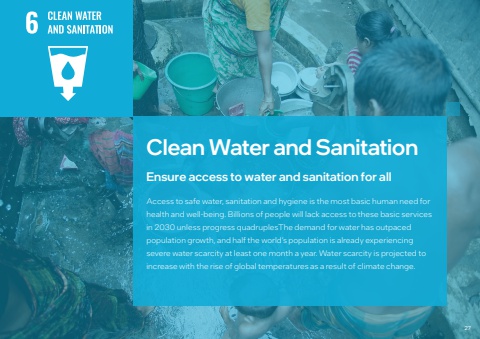 6 CLEAN WATER
AND SANITATION
Clean Water and Sanitation
Ensure access to water and sanitation for all
Access to safe water, sanitation and hygiene is the most basic human need for
health and well-being. Billions of people will lack access to these basic services
in 2030 unless progress quadruplesThe demand for water has outpaced
population growth, and half the world's population is already experiencing
severe water scarcity at least one month a year. Water scarcity is projected to
increase with the rise of global temperatures as a result of climate change.
27